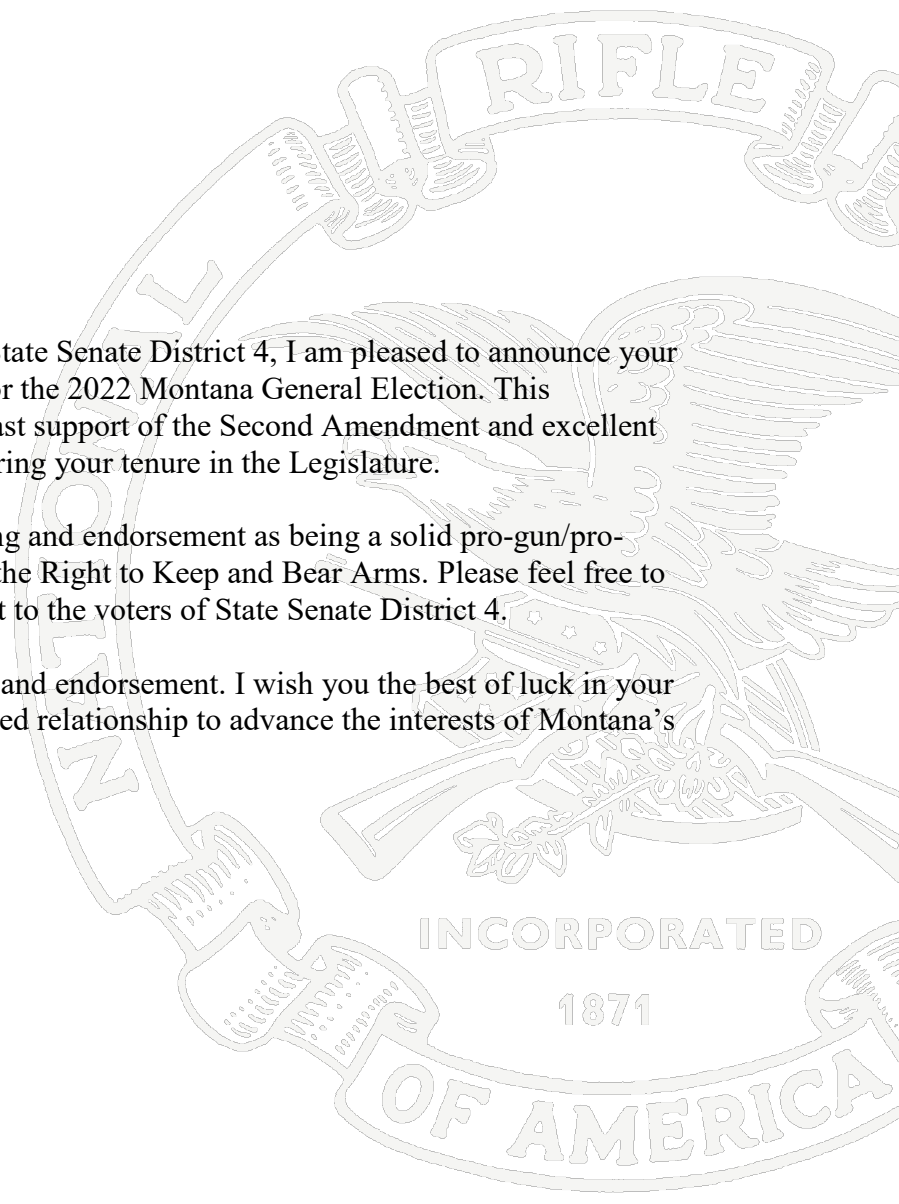 RIFLE
NATIONAL
State Senate District 4, I am pleased to announce your
or the 2022 Montana General Election. This
ast support of the Second Amendment and excellent
ring your tenure in the Legislature.
ng and endorsement as being a solid pro-gun/pro-
the Right to Keep and Bear Arms. Please feel free to
t to the voters of State Senate District 4.
and endorsement. I wish you the best of luck in your
ed relationship to advance the interests of Montana’s
INCORPORATED
1871
OF AMERICA